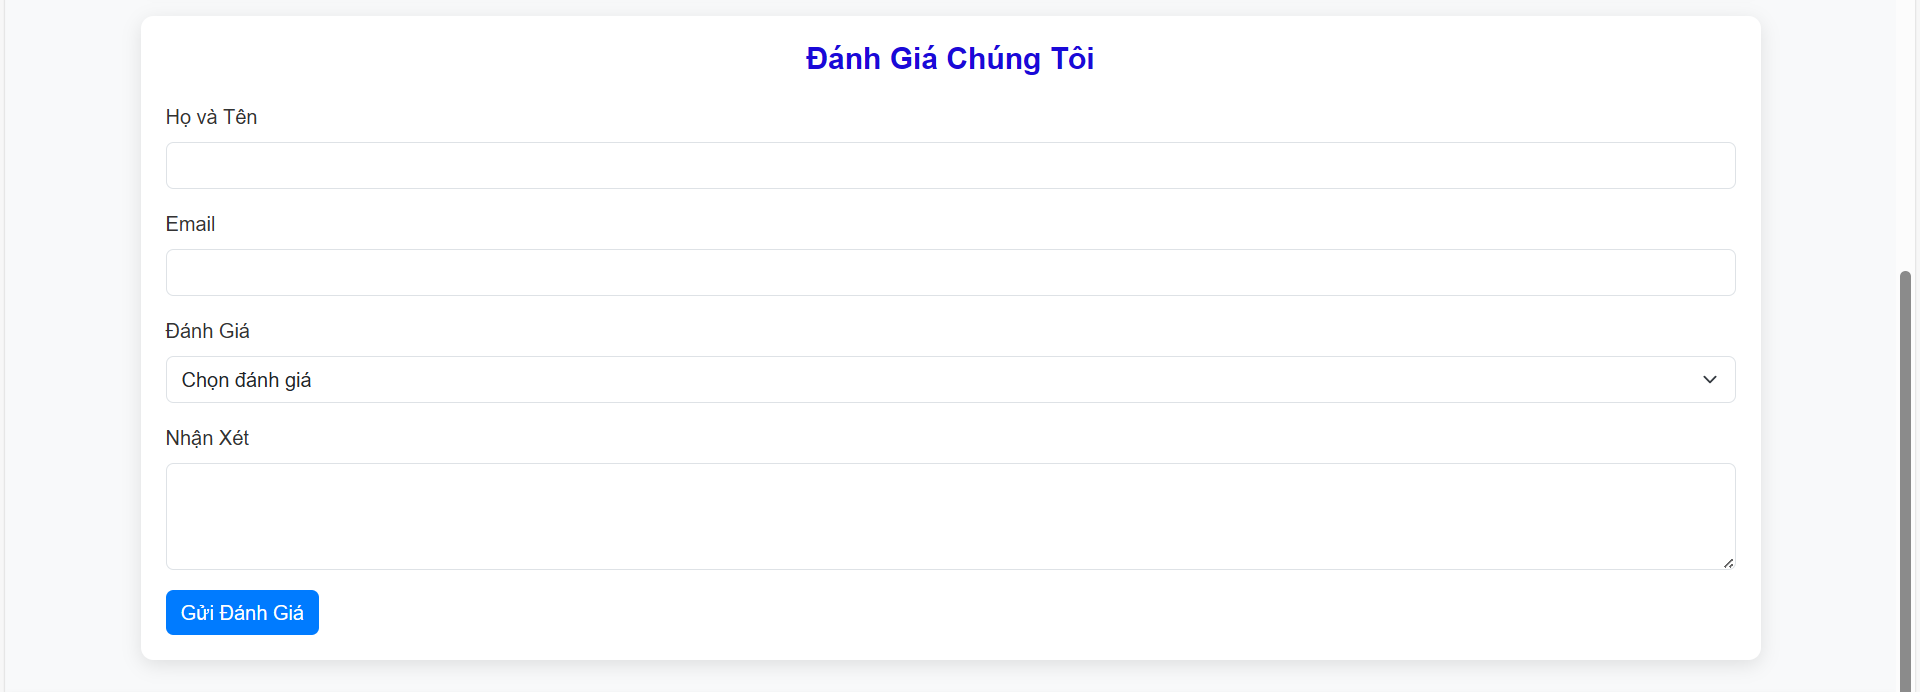 Đánh Giá Chúng Tôi
Họ và Tên
Email
Đánh Giá
Chọn đánh giá
Nhận Xét
Gửi Đánh Giá